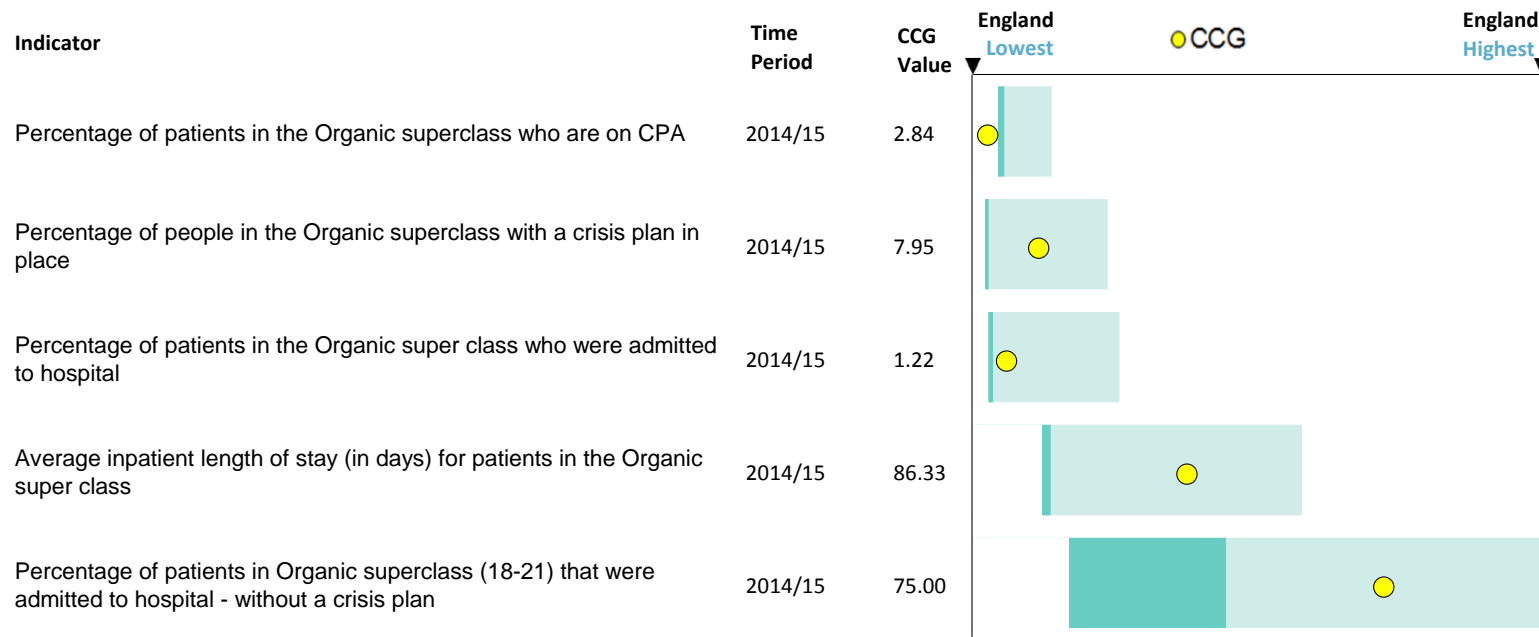 Indicator
Time
Period
CCG
Value
England
Lowest
CCG
England
Highest
Percentage of patients in the Organic superclass who are on CPA 2014/15 2.84
Percentage of people in the Organic superclass with a crisis plan in
place
2014/15 7.95
Percentage of patients in the Organic super class who were admitted
to hospital
2014/15 1.22
Average inpatient length of stay (in days) for patients in the Organic
super class
2014/15 86.33
Percentage of patients in Organic superclass (18-21) that were
admitted to hospital - without a crisis plan
2014/15 75.00